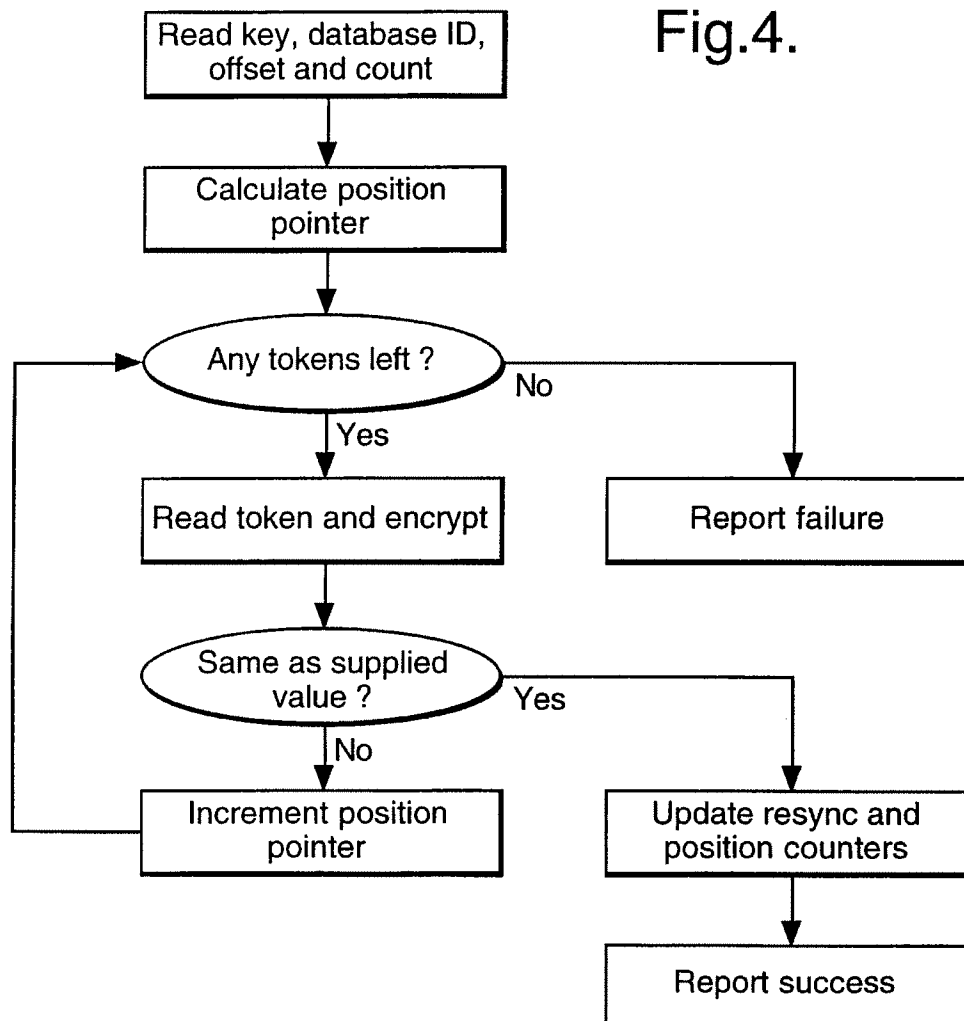 Fig.4.
Read key, database ID,
offset and count
Calculate position
pointer
Any tokens left ?
No
Yes
Read token and encrypt
Report failure
Same as supplied
value ?
Yes
No
Increment position
pointer
Update resync and
position counters
Report success